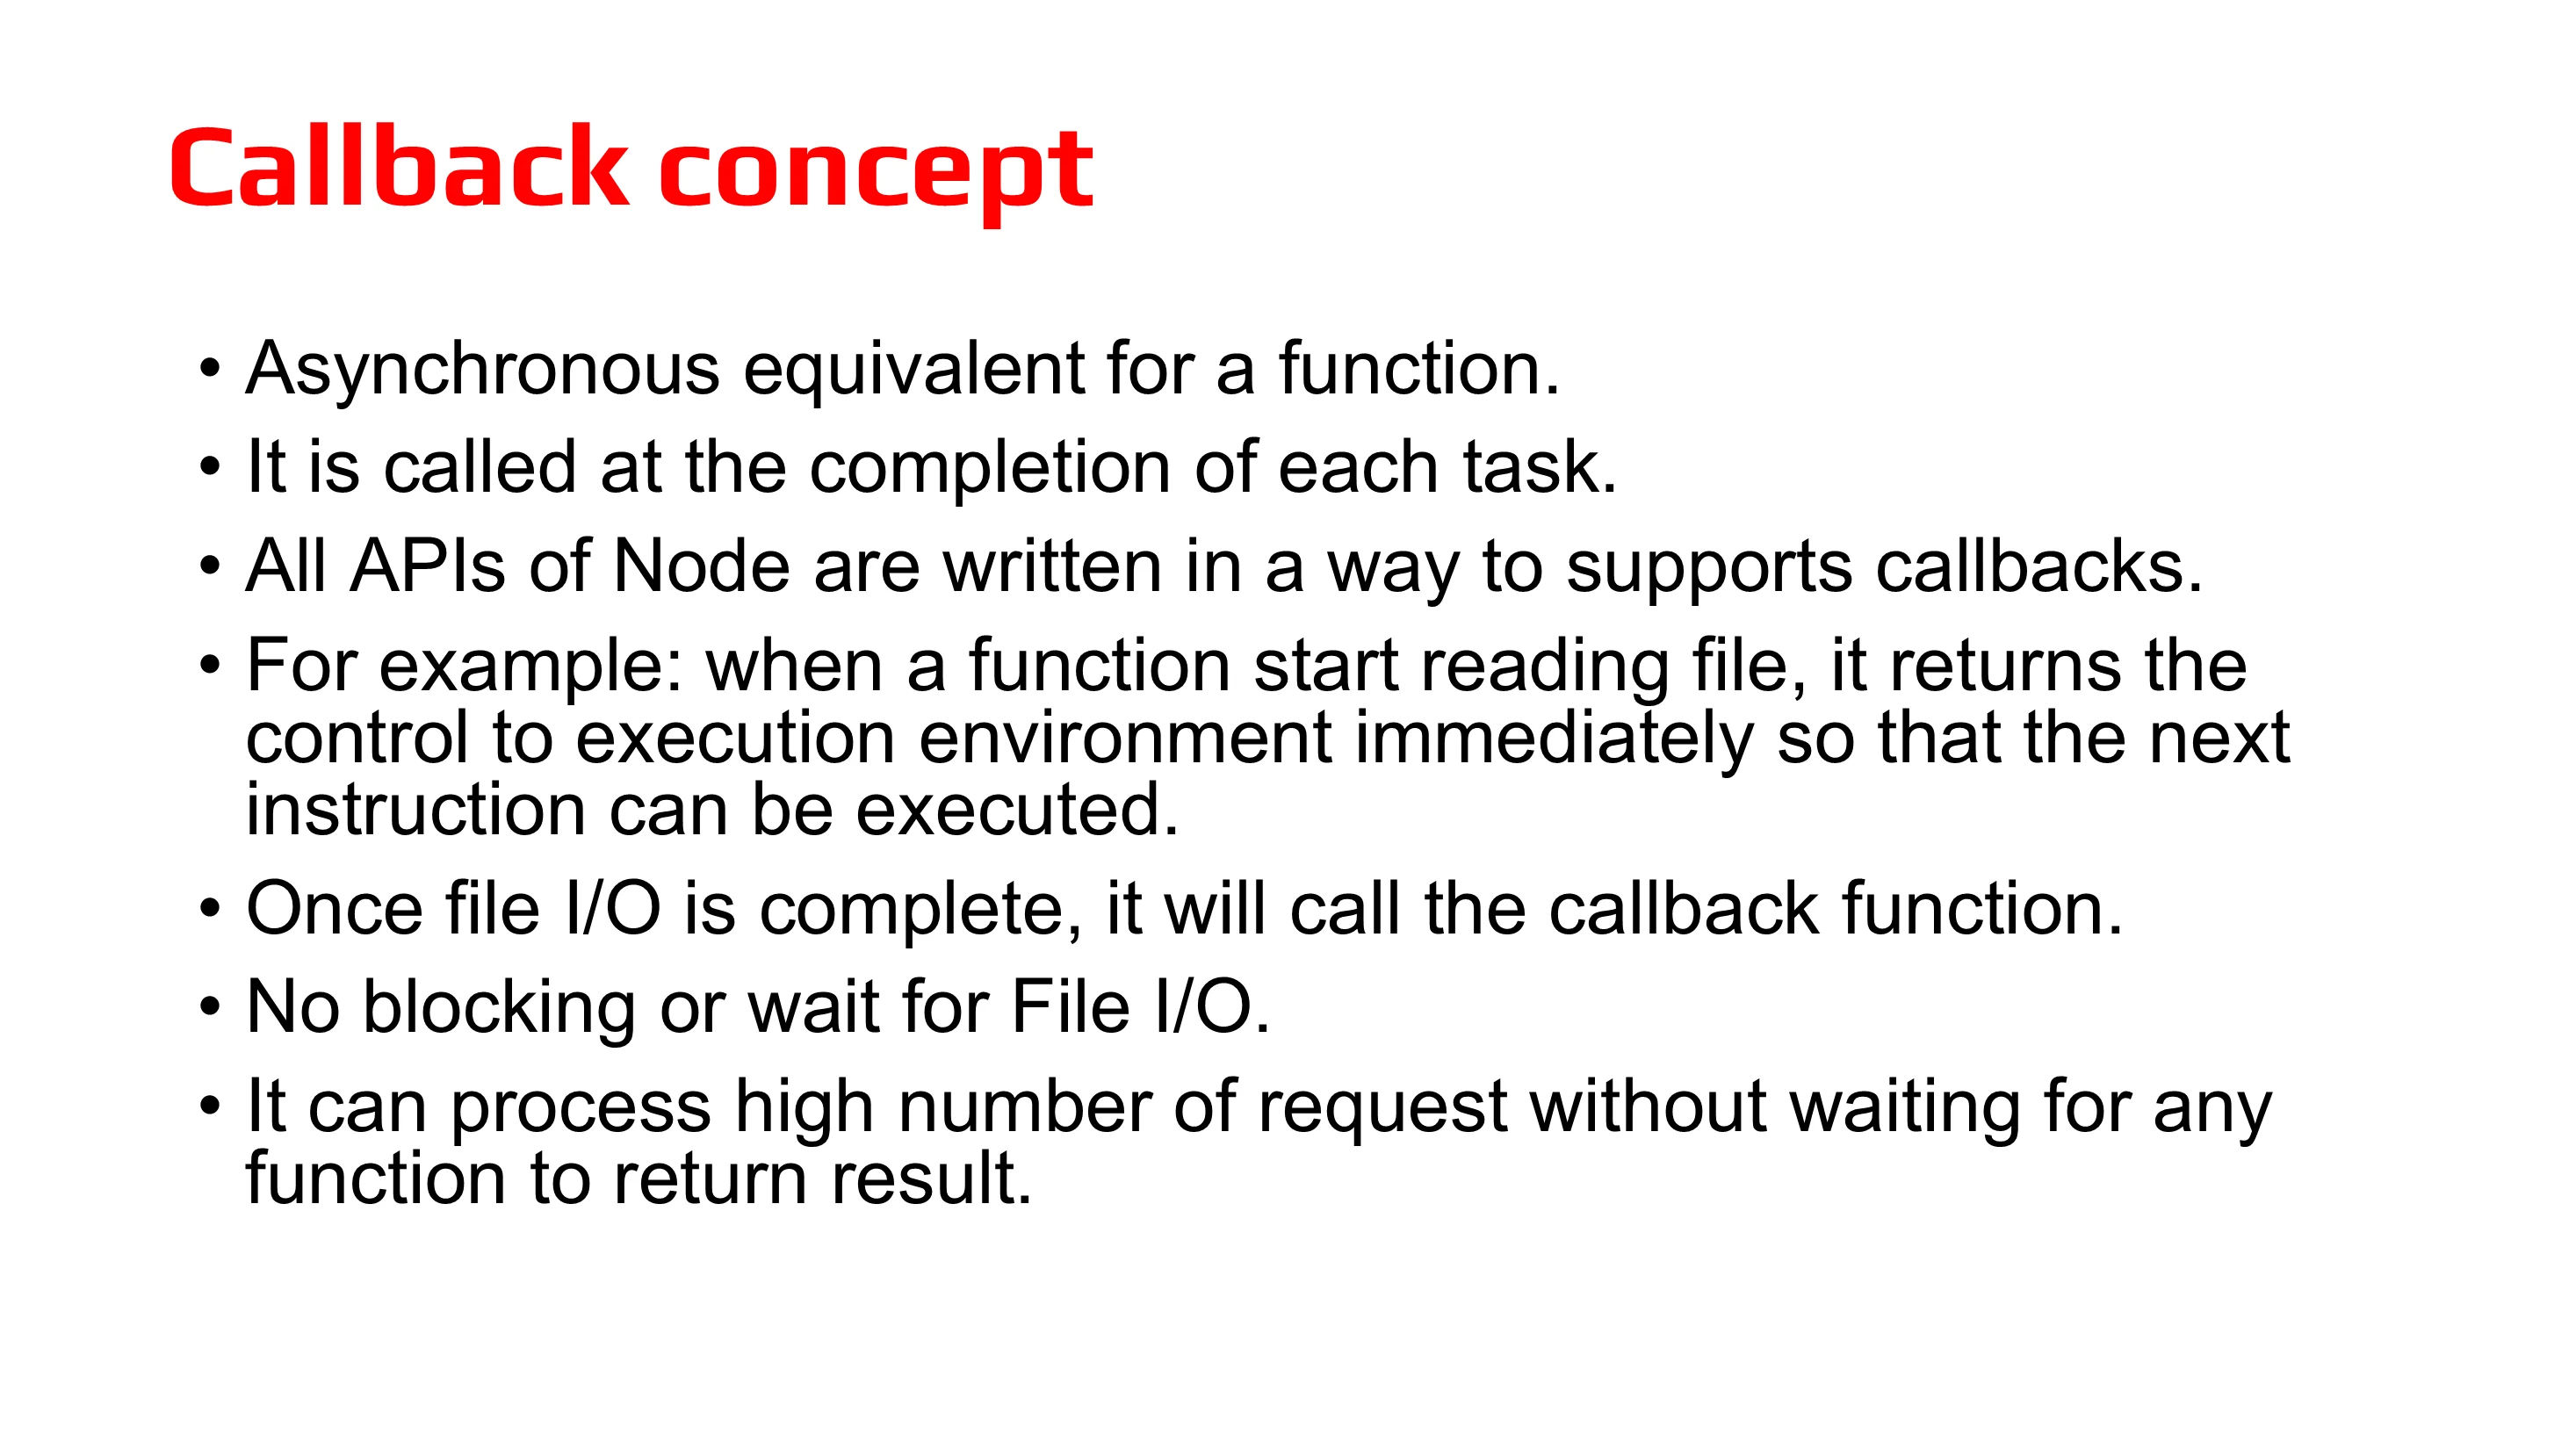 Callback concept
• Asynchronous equivalent for a function.
• It is called at the completion of each task.
• All APIs of Node are written in a way to supports callbacks.
• For example: when a function start reading file, it returns the
control to execution environment immediately so that the next
instruction can be executed.
• Once file I/O is complete, it will call the callback function.
• No blocking or wait for File I/O.
• It can process high number of request without waiting for any
function to return result.